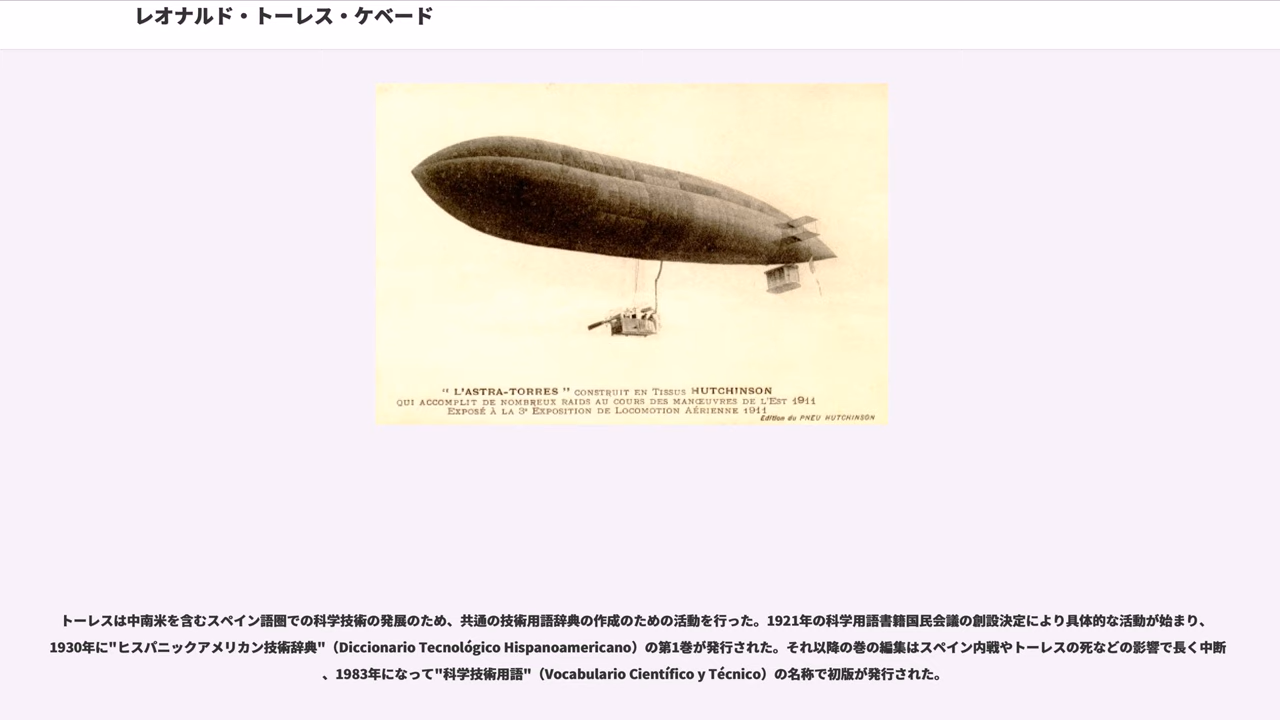 レオナルド・トーレス・ケベード
“ L'ASTRA-TORRES ” CONSTRUIT EN TISSUS HUTCHINSON
QUI ACCOMPLIT DE NOMBREUX RAIDS AU COURS DES MANŒUVRES DE L'EST 1911
EXPOSÉ À LA 3e EXPOSITION DE LOCOMOTION AÉRIENNE 1911
Edition du PNEU HUTCHINSON
トーレスは中南米を含むスペイン語圏での科学技術の発展のため、共通の技術用語辞典の作成のための活動を行った。1921年の科学用語書籍国民会議の創設決定により具体的な活動が始まり、
1930年に"ヒスパニックアメリカン技術辞典"（Diccionario Tecnológico Hispanoamericano）の第1巻が発行された。それ以降の巻の編集はスペイン内戦やトーレスの死などの影響で長く中断
、1983年になって"科学技術用語"（Vocabulario Científico y Técnico）の名称で初版が発行された。